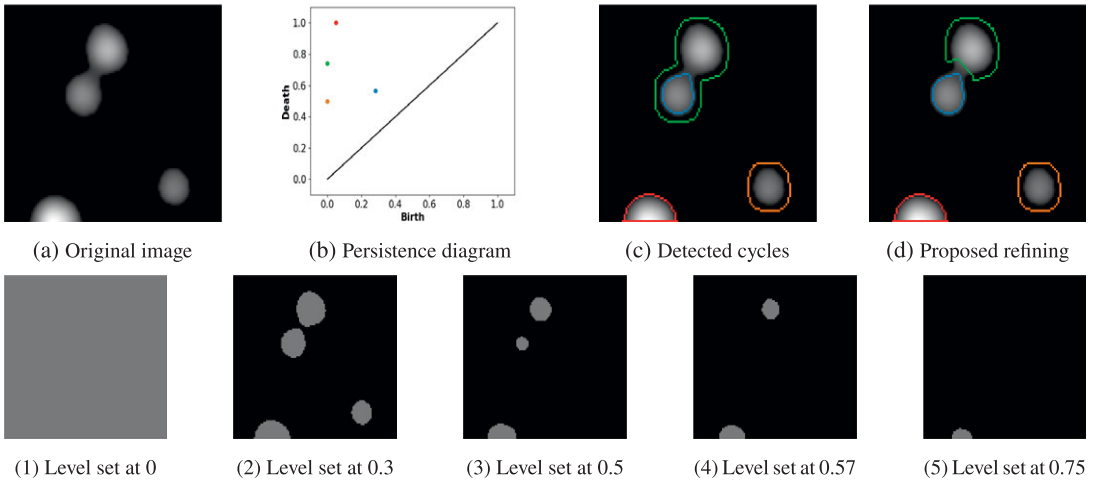 1.0
0.8
0.6
0.4
0.2
0.0
Death
0.0 0.2 0.4 0.6 0.8 1.0
Birth
(a) Original image
(b) Persistence diagram
(c) Detected cycles
(d) Proposed refining
(1) Level set at 0
(2) Level set at 0.3
(3) Level set at 0.5
(4) Level set at 0.57
(5) Level set at 0.75